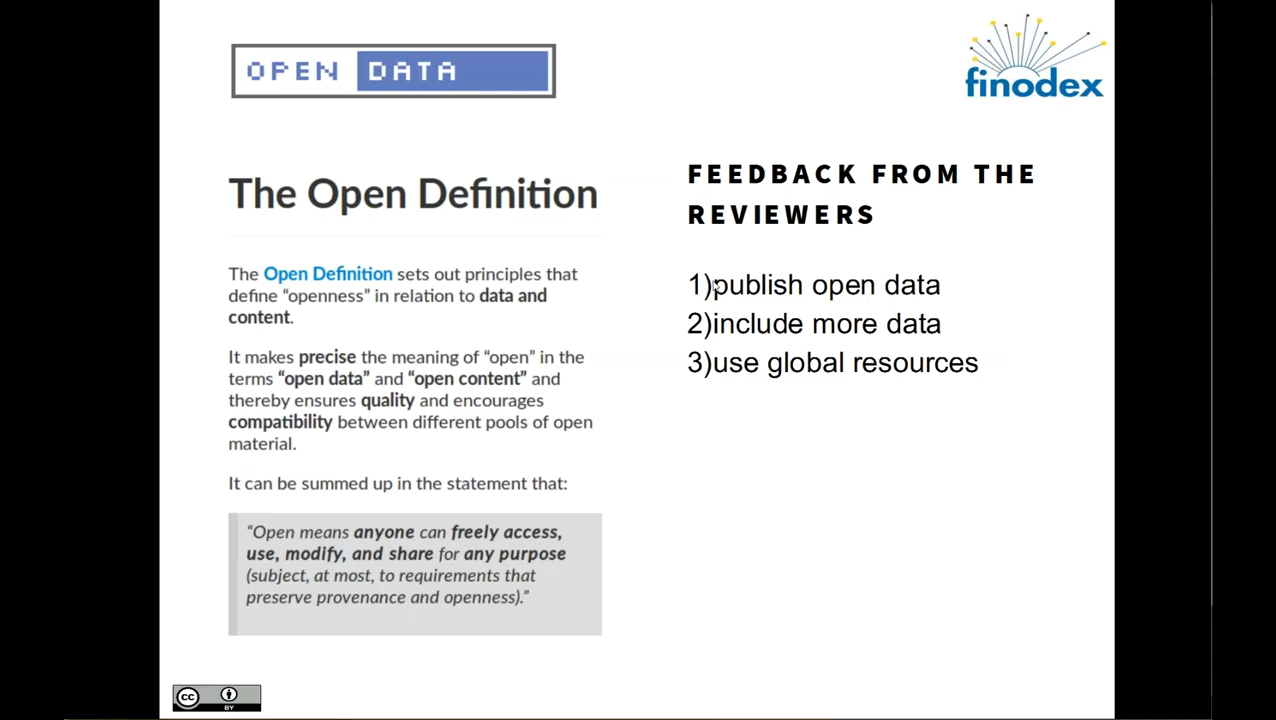 OPEN DATA
finodex
The Open Definition
The Open Definition sets out principles that
define “openness” in relation to data and
content.
It makes precise the meaning of “open” in the
terms “open data” and “open content” and
thereby ensures quality and encourages
compatibility between different pools of open
material.
It can be summed up in the statement that:
“Open means anyone can freely access,
use, modify, and share for any purpose
(subject, at most, to requirements that
preserve provenance and openness).”
FEEDBACK FROM THE
REVIEWERS
1)publish open data
2)include more data
3)use global resources
cc
BY